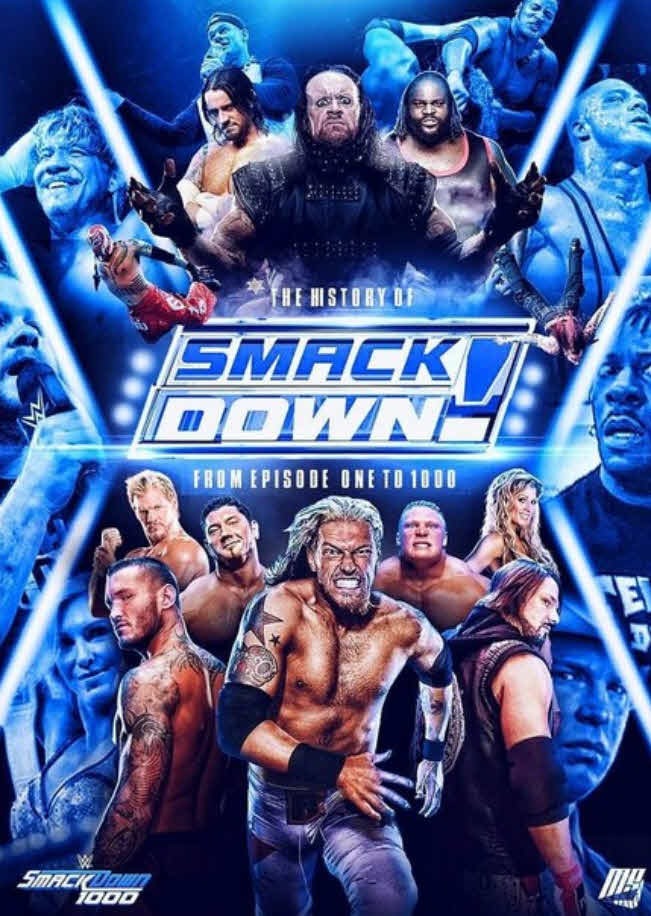 THE HISTORY OF
SMACK
DOWN!
FROM EPISODE ONE TO 1000
W
SMACKDOWN
1000